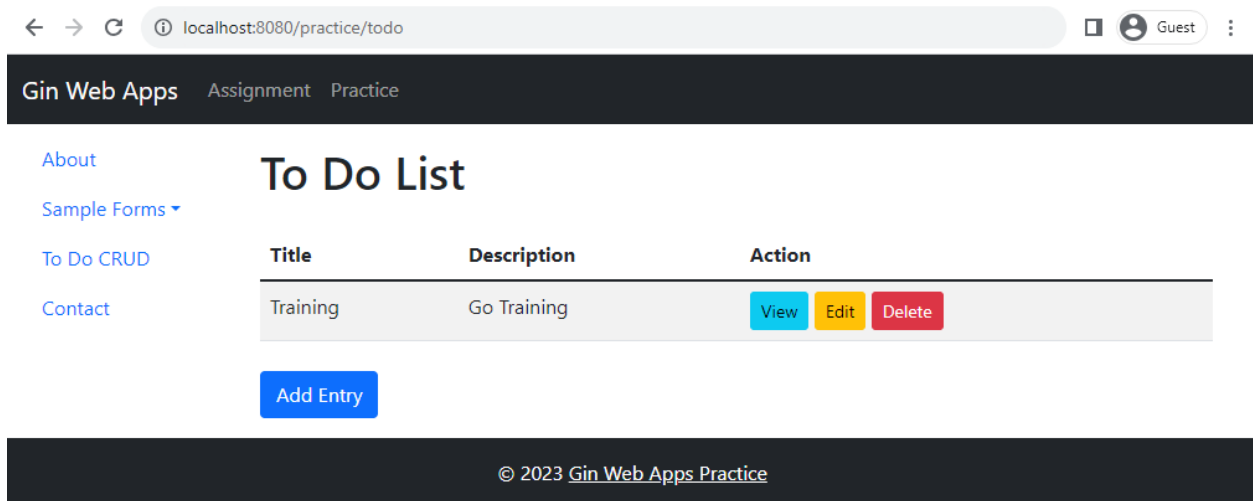 localhost:8080/practice/todo Guest
Gin Web Apps Assignment Practice
About
Sample Forms
To Do CRUD
Contact
To Do List
Title Description Action
Training Go Training View Edit Delete
Add Entry
© 2023 Gin Web Apps Practice